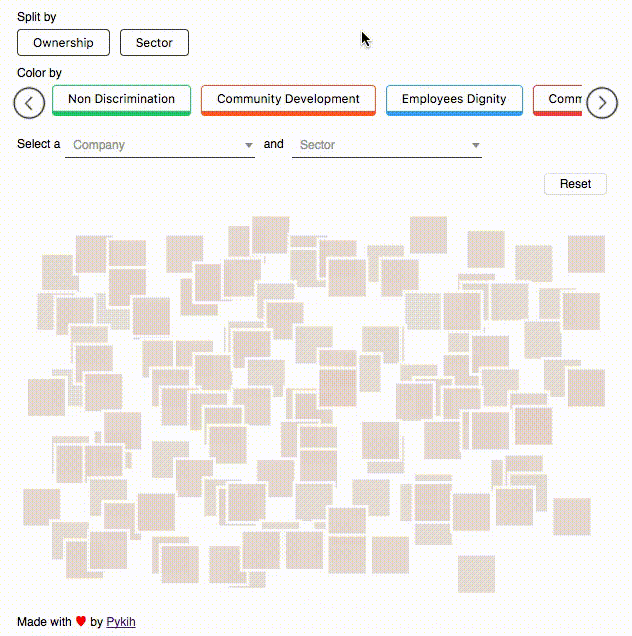 Split by
Ownership Sector
Color by
Non Discrimination Community Development Employees Dignity Comm
Select a Company and Sector
Reset
Made with ❤ by Pykih